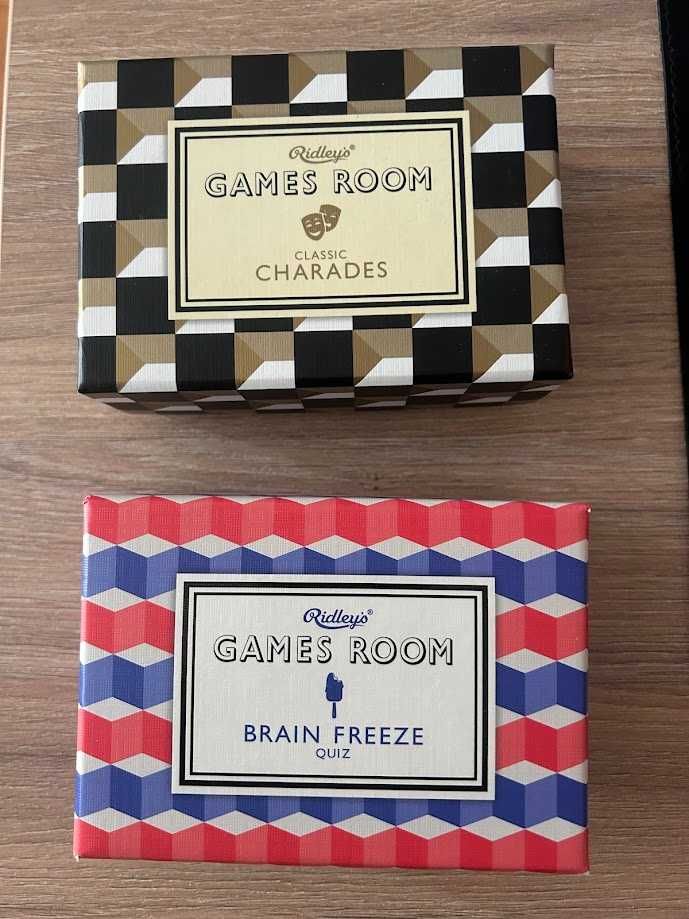 Ridley's®
GAMES ROOM
CLASSIC
CHARADES
Ridley's®
GAMES ROOM
BRAIN FREEZE
QUIZ